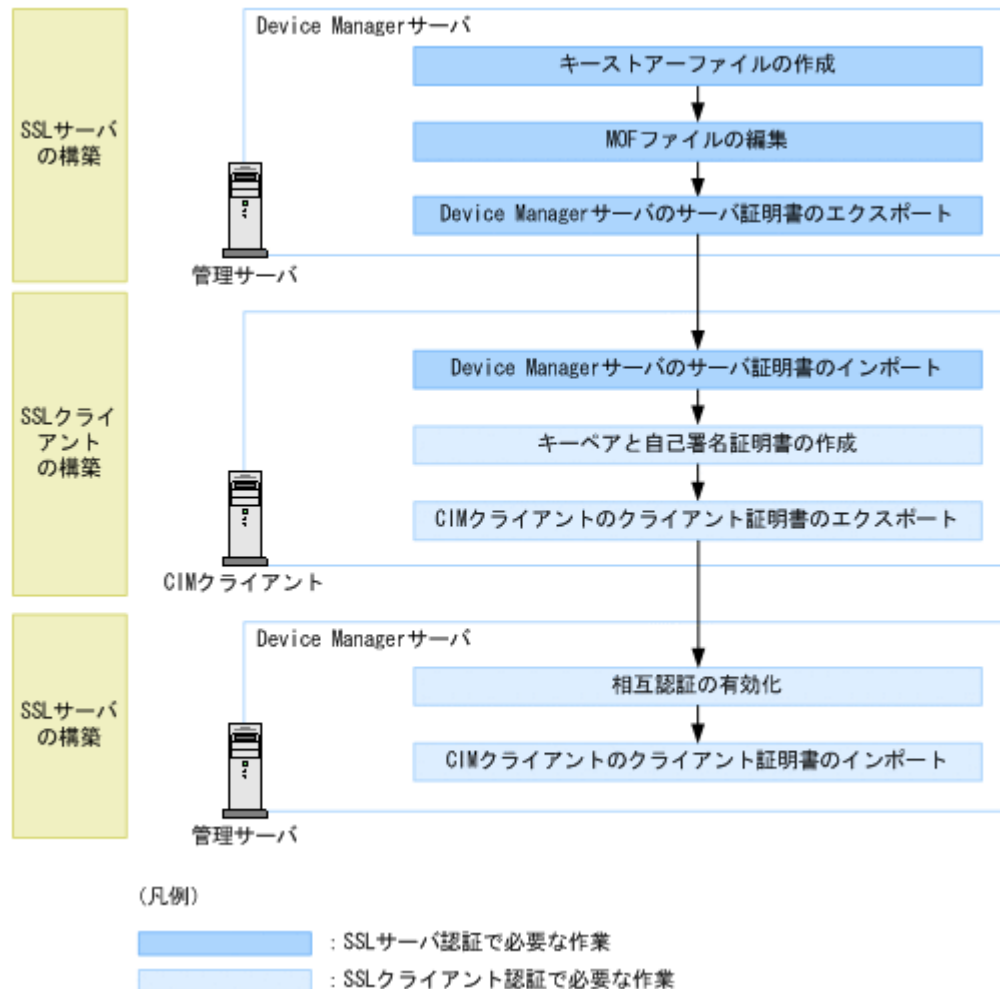 Device Managerサーバ
キーストアーファイルの作成
SSLサーバ
の構築
MOFファイルの編集
Device Managerサーバのサーバ証明書のエクスポート
管理サーバ
Device Managerサーバのサーバ証明書のインポート
SSLクライ
アント
の構築
キーペアと自己署名証明書の作成
CIMクライアントのクライアント証明書のエクスポート
CIMクライアント
Device Managerサーバ
相互認証の有効化
SSLサーバ
の構築
CIMクライアントのクライアント証明書のインポート
管理サーバ
(凡例)
：SSLサーバ認証で必要な作業
：SSLクライアント認証で必要な作業